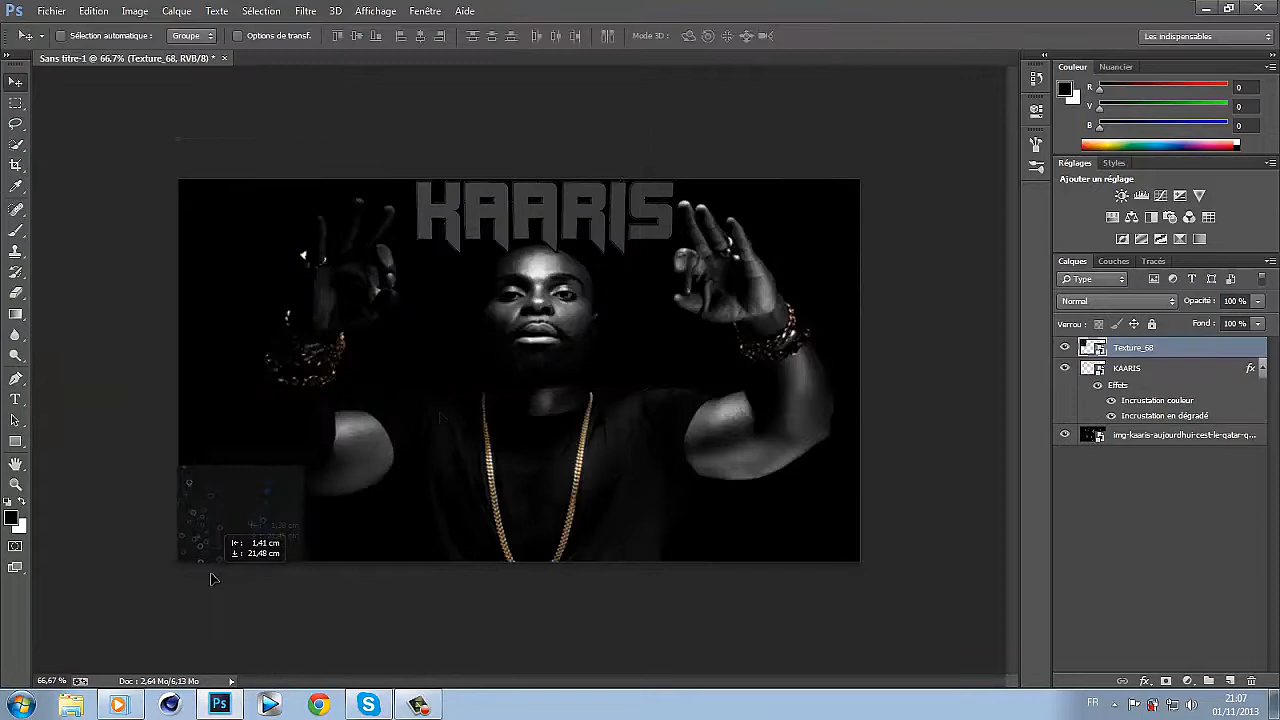 Ps Fichier Edition Image Calque Texte Sélection Filtre 3D Affichage Fenêtre Aide
Sélection automatique : Groupe Options de transf. Mode 3D : Les indispensables
Sans titre-1 @ 66,7% (Texture_68, RVB/8) * ×
Couleur Nuancier
R 0
V 0
B 0
Réglages Styles
Ajouter un réglage
Calques Couches Tracés
Type
Normal Opacité : 100 %
Verrou : Fond : 100 %
Texture_68
KAARIS fx
Effets
Incrustation couleur
Incrustation en dégradé
img-kaaris-aujourdhui-cest-le-qatar-q...
KAARIS
1,41 cm
21,48 cm
66,67 % Doc : 2,64 Mo/6,13 Mo
Ps FR 21:07
01/11/2013